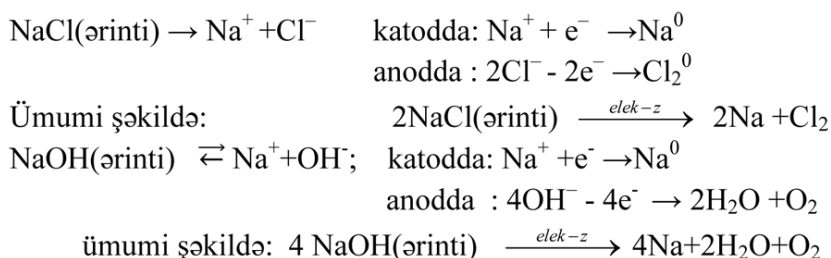 NaCl(ərinti) → Na⁺ +Cl⁻ katodda: Na⁺ + e⁻ →Na⁰
anodda : 2Cl⁻ - 2e⁻ →Cl₂⁰
Ümumi şəkildə: 2NaCl(ərinti) elek-z → 2Na +Cl₂
NaOH(ərinti) ⇄ Na⁺+OH⁻; katodda: Na⁺ +e⁻ →Na⁰
anodda : 4OH⁻ - 4e⁻ → 2H₂O +O₂
ümumi şəkildə: 4 NaOH(ərinti) elek-z → 4Na+2H₂O+O₂